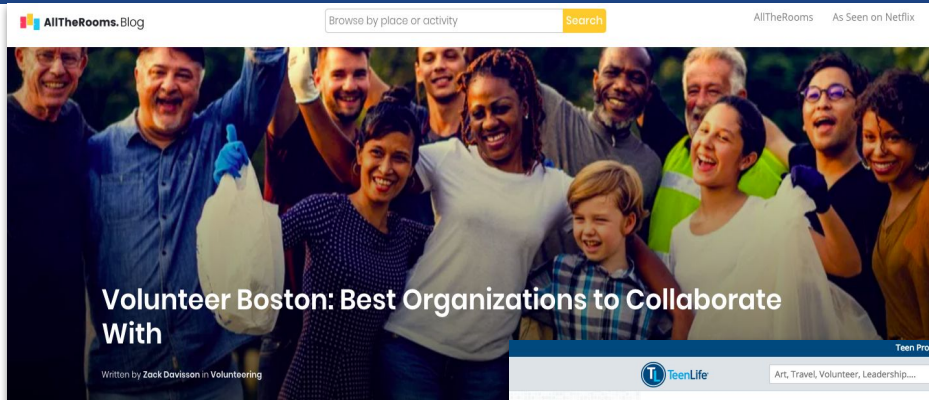 AllTheRooms.Blog
Browse by place or activity
Search
AllTheRooms As Seen on Netflix
Volunteer Boston: Best Organizations to Collaborate
With
Written by Zack Davisson in Volunteering
Teen Pro
TL TeenLife
Art, Travel, Volunteer, Leadership....